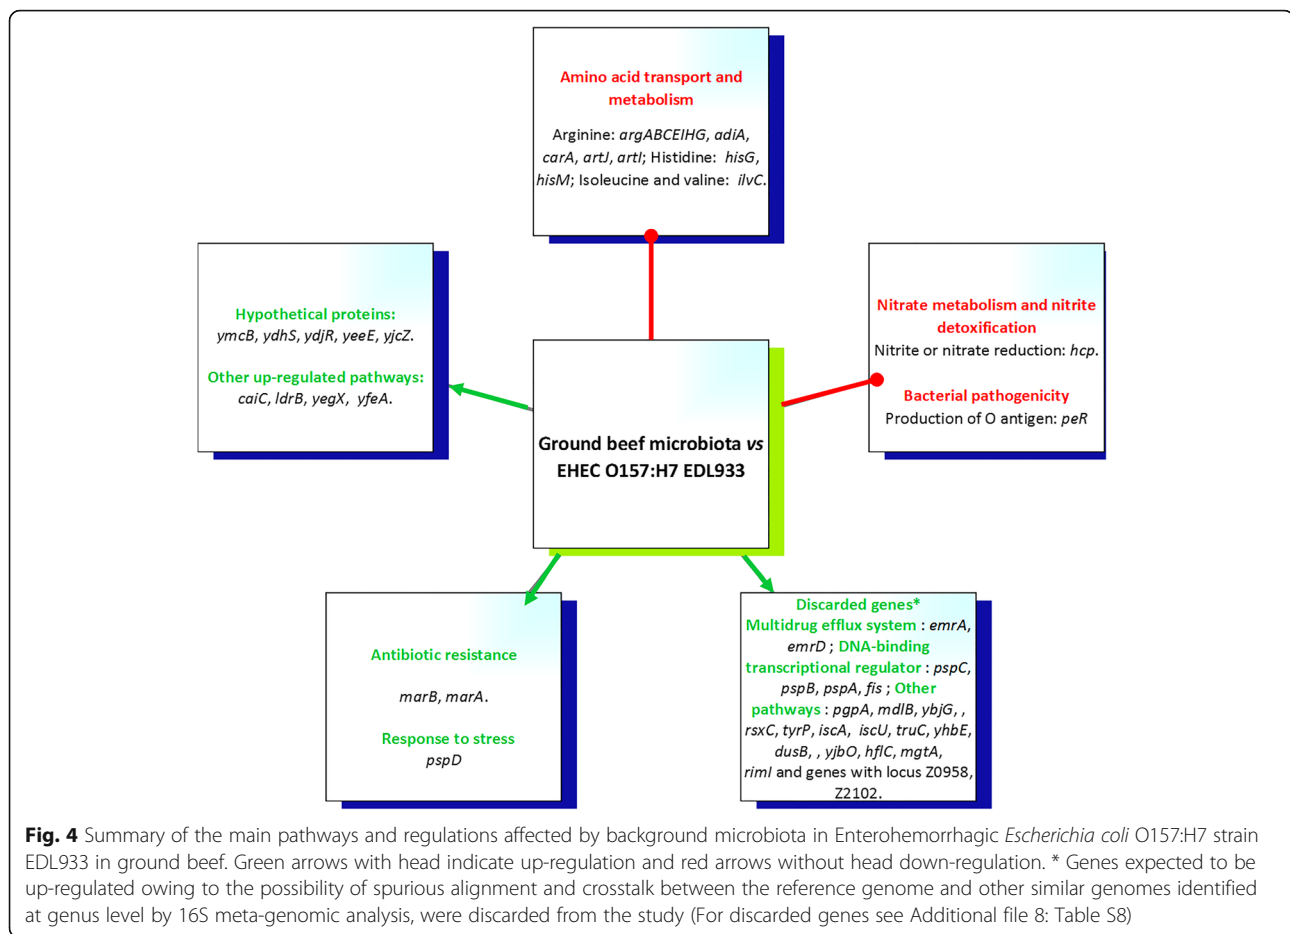 Amino acid transport and
metabolism
Arginine: argABCEIHG, adiA,
carA, artJ, artI; Histidine: hisG,
hisM; Isoleucine and valine: ilvC.
Hypothetical proteins:
ymcB, ydhS, ydjR, yeeE, yjcZ.
Other up-regulated pathways:
caiC, ldrB, yegX, yfeA.
Nitrate metabolism and nitrite
detoxification
Nitrite or nitrate reduction: hcp.
Bacterial pathogenicity
Production of O antigen: peR
Ground beef microbiota vs
EHEC O157:H7 EDL933
Antibiotic resistance
marB, marA.
Response to stress
pspD
Discarded genes*
Multidrug efflux system : emrA,
emrD ; DNA-binding
transcriptional regulator : pspC,
pspB, pspA, fis ; Other
pathways : pgpA, mdlB, ybjG, ,
rsxC, tyrP, iscA, iscU, truC, yhbE,
dusB, , yjbO, hflC, mgtA,
rimI and genes with locus Z0958,
Z2102.
Fig. 4 Summary of the main pathways and regulations affected by background microbiota in Enterohemorrhagic Escherichia coli O157:H7 strain
EDL933 in ground beef. Green arrows with head indicate up-regulation and red arrows without head down-regulation. * Genes expected to be
up-regulated owing to the possibility of spurious alignment and crosstalk between the reference genome and other similar genomes identified
at genus level by 16S meta-genomic analysis, were discarded from the study (For discarded genes see Additional file 8: Table S8)